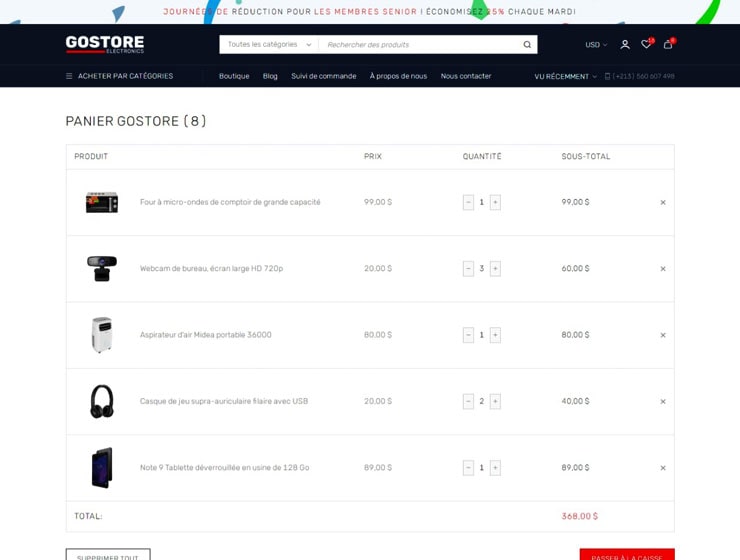 JOURNÉE DE RÉDUCTION POUR LES MEMBRES SENIOR ! ÉCONOMISEZ 25% CHAQUE MARDI
GOSTORE
ELECTRONICS
Toutes les catégories
Rechercher des produits
USD
ACHETER PAR CATÉGORIES
Boutique
Blog
Suivi de commande
À propos de nous
Nous contacter
VU RÉCEMMENT
(+213) 560 607 498
PANIER GOSTORE (8)
PRODUIT PRIX QUANTITÉ SOUS-TOTAL
Four à micro-ondes de comptoir de grande capacité 99,00 $ − 1 + 99,00 $ ×
Webcam de bureau, écran large HD 720p 20,00 $ − 3 + 60,00 $ ×
Aspirateur d'air Midea portable 36000 80,00 $ − 1 + 80,00 $ ×
Casque de jeu supra-auriculaire filaire avec USB 20,00 $ − 2 + 40,00 $ ×
Note 9 Tablette déverrouillée en usine de 128 Go 89,00 $ − 1 + 89,00 $ ×
TOTAL: 368,00 $
SUPPRIMER TOUT
PASSER À LA CAISSE